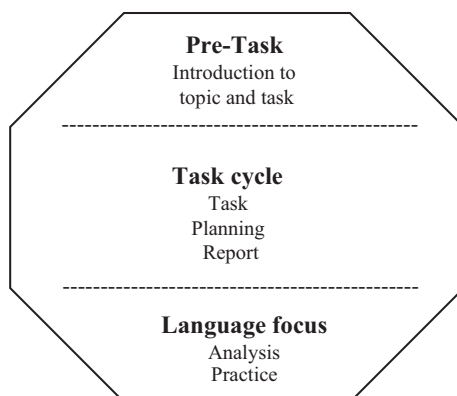 Pre-Task
Introduction to
topic and task
Task cycle
Task
Planning
Report
Language focus
Analysis
Practice